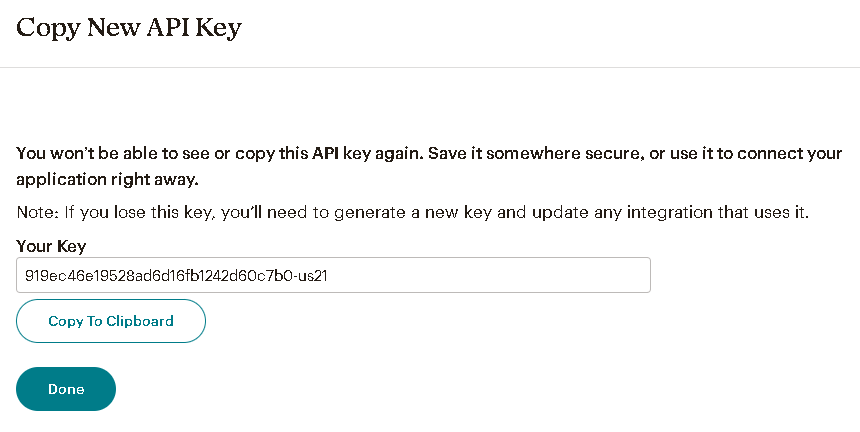 Copy New API Key
You won't be able to see or copy this API key again. Save it somewhere secure, or use it to connect your
application right away.
Note: If you lose this key, you'll need to generate a new key and update any integration that uses it.
Your Key
919ec46e19528ad6d16fb1242d60c7b0-us21
Copy To Clipboard
Done